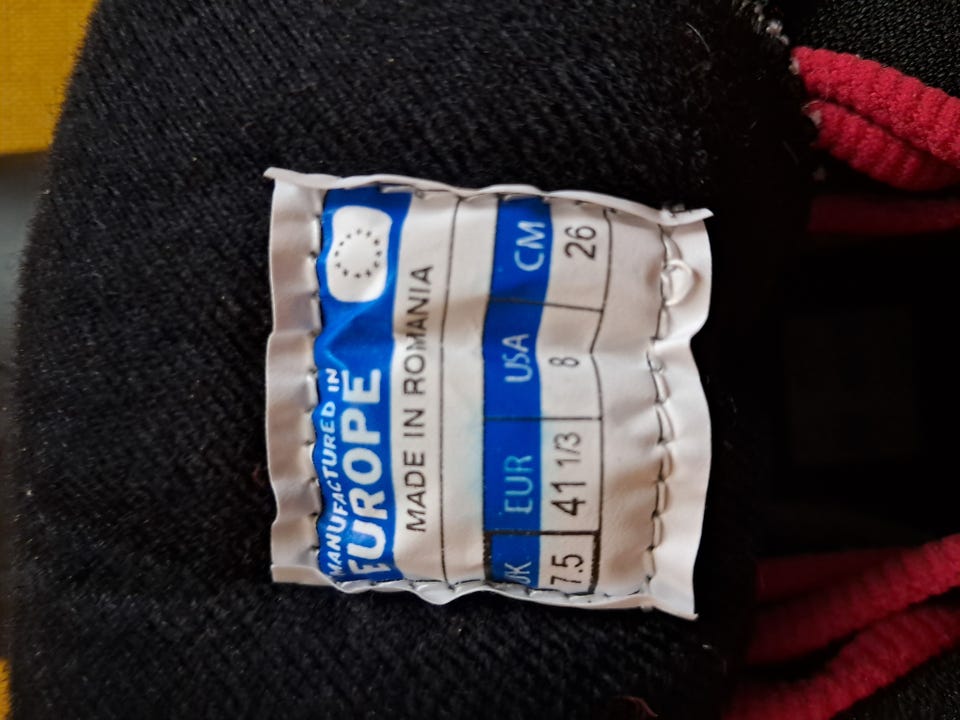 MANUFACTURED IN
EUROPE
MADE IN ROMANIA
UK EUR USA CM
7.5 41 1/3 8 26